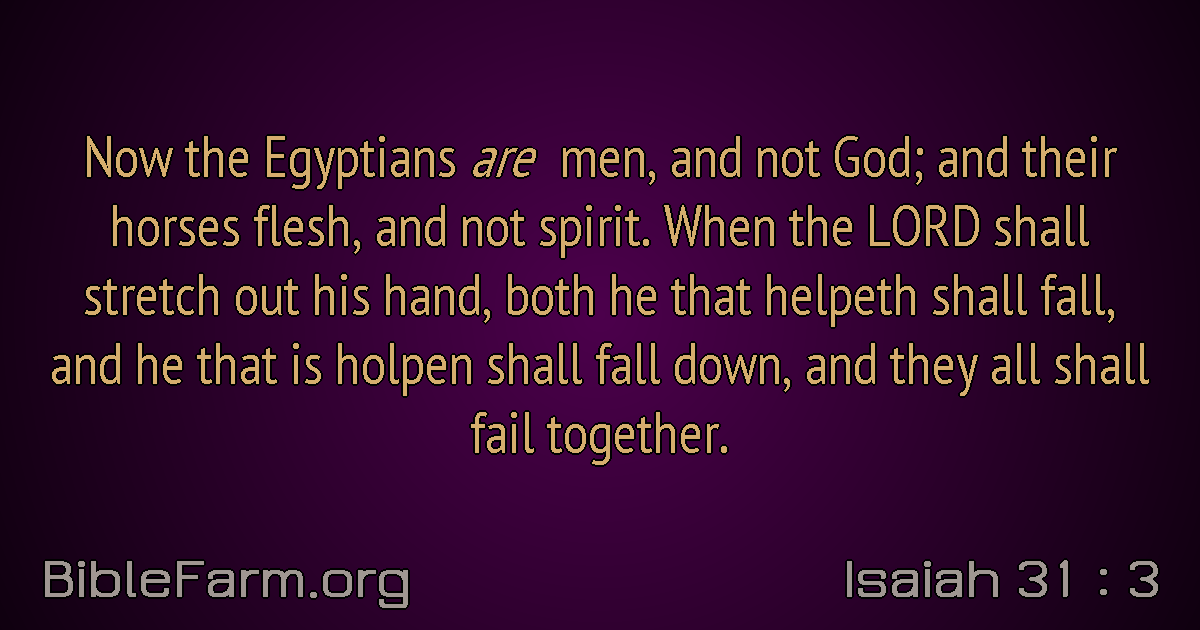 Now the Egyptians are men, and not God; and their
horses flesh, and not spirit. When the LORD shall
stretch out his hand, both he that helpeth shall fall,
and he that is holpen shall fall down, and they all shall
fail together.
BibleFarm.org
Isaiah 31 : 3